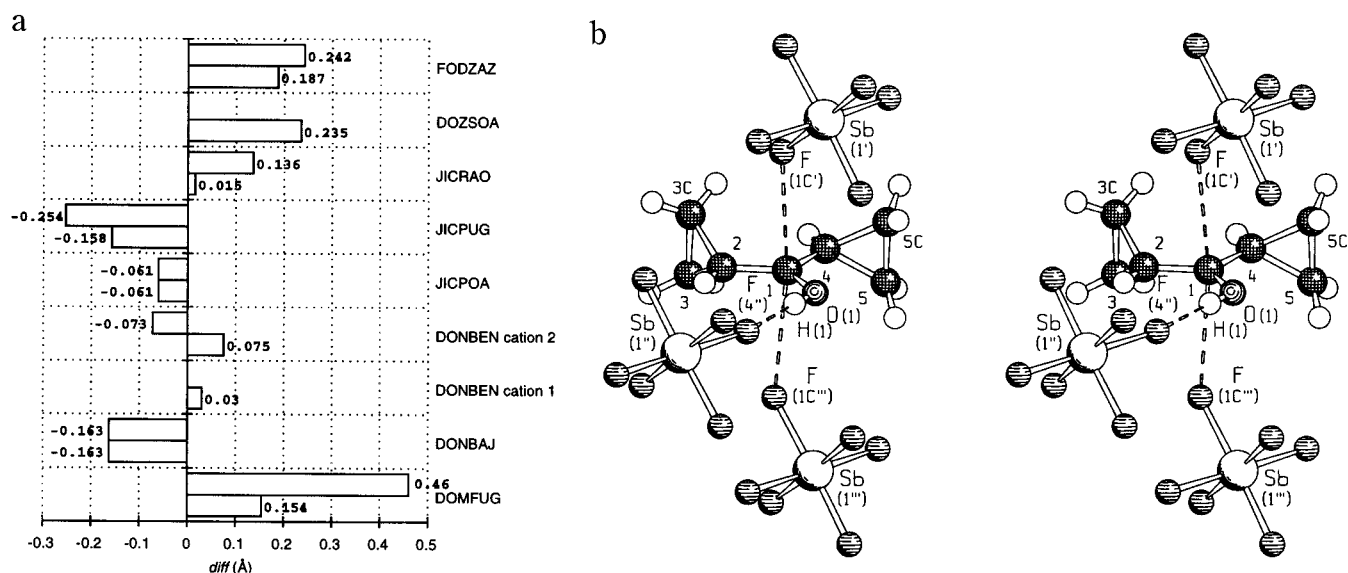 a
0.242
0.187
FODZAZ
0.235
DOZSOA
0.136
0.015
JICRAO
-0.254
-0.158
JICPUG
-0.061
-0.061
JICPOA
-0.073
0.075
DONBEN cation 2
0.03
DONBEN cation 1
-0.163
-0.163
DONBAJ
0.46
0.154
DOMFUG
-0.3 -0.2 -0.1 0 0.1 0.2 0.3 0.4 0.5
diff (Å)
b
Sb
(1')
F
(1C')
3C
2
5C
4
3
1
5
F
(4")
O(1)
H(1)
Sb
(1")
F
(1C''')
Sb
(1''')
Sb
(1')
F
(1C')
3C
2
5C
4
3
1
5
F
(4")
O(1)
H(1)
Sb
(1")
F
(1C''')
Sb
(1''')